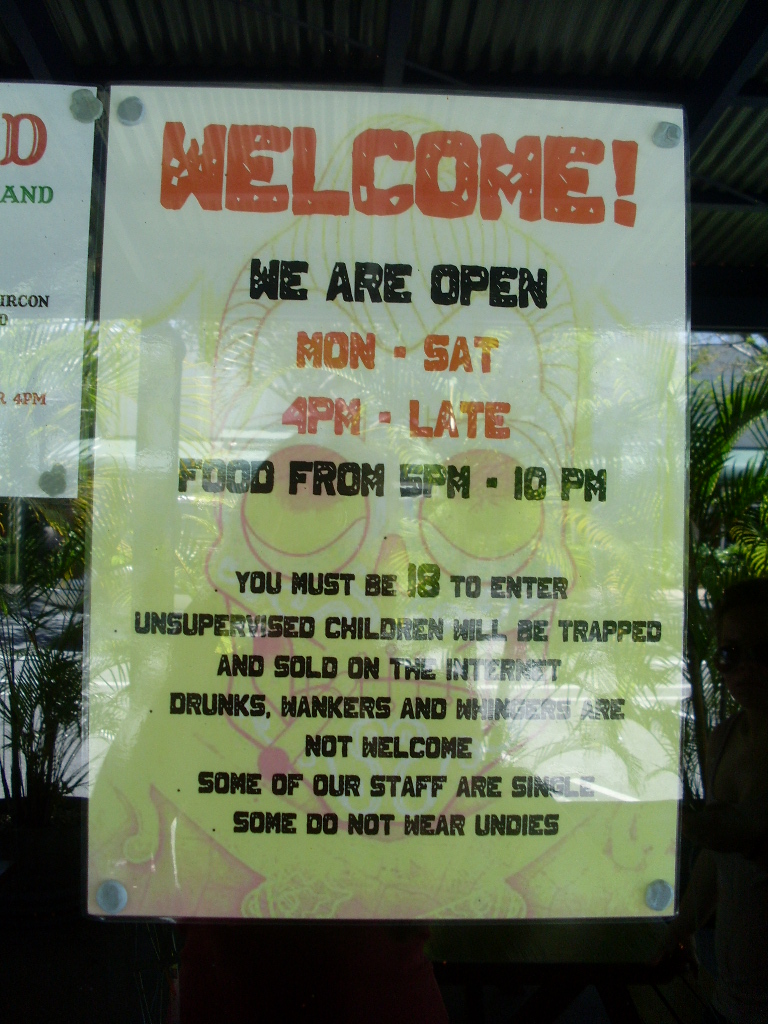 D
AND
IRCON
R 4PM
WELCOME!
WE ARE OPEN
MON - SAT
4PM - LATE
FOOD FROM 5PM - 10 PM
YOU MUST BE 18 TO ENTER
UNSUPERVISED CHILDREN WILL BE TRAPPED
AND SOLD ON THE INTERNET
DRUNKS, WANKERS AND WHINGERS ARE
NOT WELCOME
SOME OF OUR STAFF ARE SINGLE
SOME DO NOT WEAR UNDIES